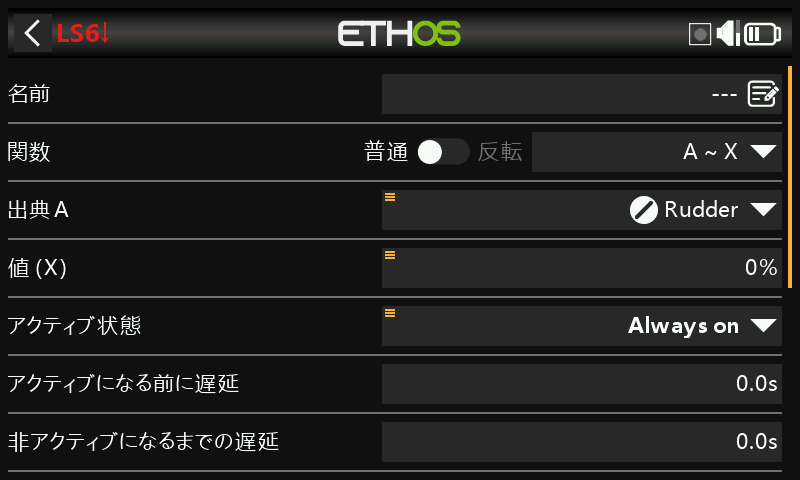 LS6↓
ETHOS
名前 ---
関数 普通 反転 A ~ X
出典 A Rudder
値 (X) 0%
アクティブ状態 Always on
アクティブになる前に遅延 0.0s
非アクティブになるまでの遅延 0.0s